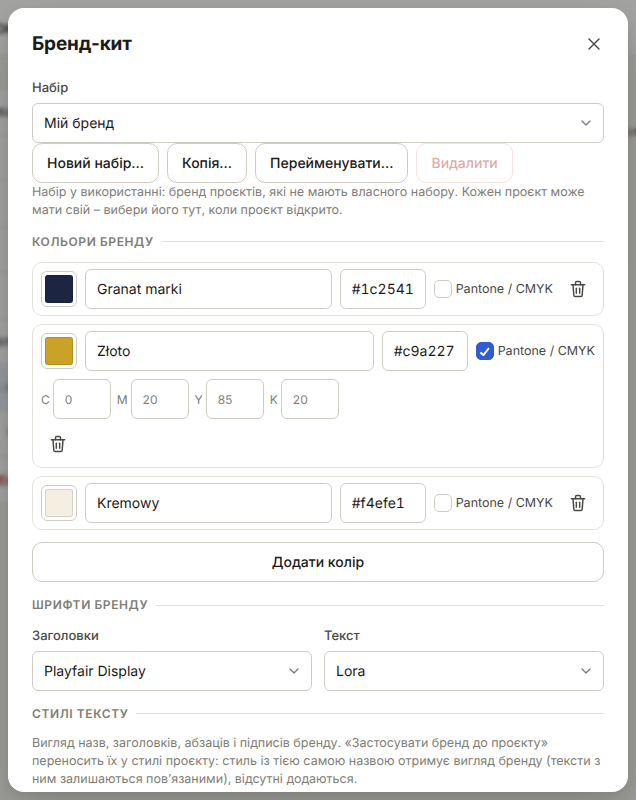 Бренд-кит
Набір
Мій бренд
Новий набір... Копія... Перейменувати... Видалити
Набір у використанні: бренд проєктів, які не мають власного набору. Кожен проєкт може
мати свій – вибери його тут, коли проєкт відкрито.
КОЛЬОРИ БРЕНДУ
Granat marki #1c2541 Pantone / CMYK
Złoto #c9a227 Pantone / CMYK
C 0 M 20 Y 85 K 20
Kremowy #f4efe1 Pantone / CMYK
Додати колір
ШРИФТИ БРЕНДУ
Заголовки Текст
Playfair Display Lora
СТИЛІ ТЕКСТУ
Вигляд назв, заголовків, абзаців і підписів бренду. «Застосувати бренд до проєкту»
переносить їх у стилі проєкту: стиль із тією самою назвою отримує вигляд бренду (тексти з
ним залишаються повʼязаними), відсутні додаються.